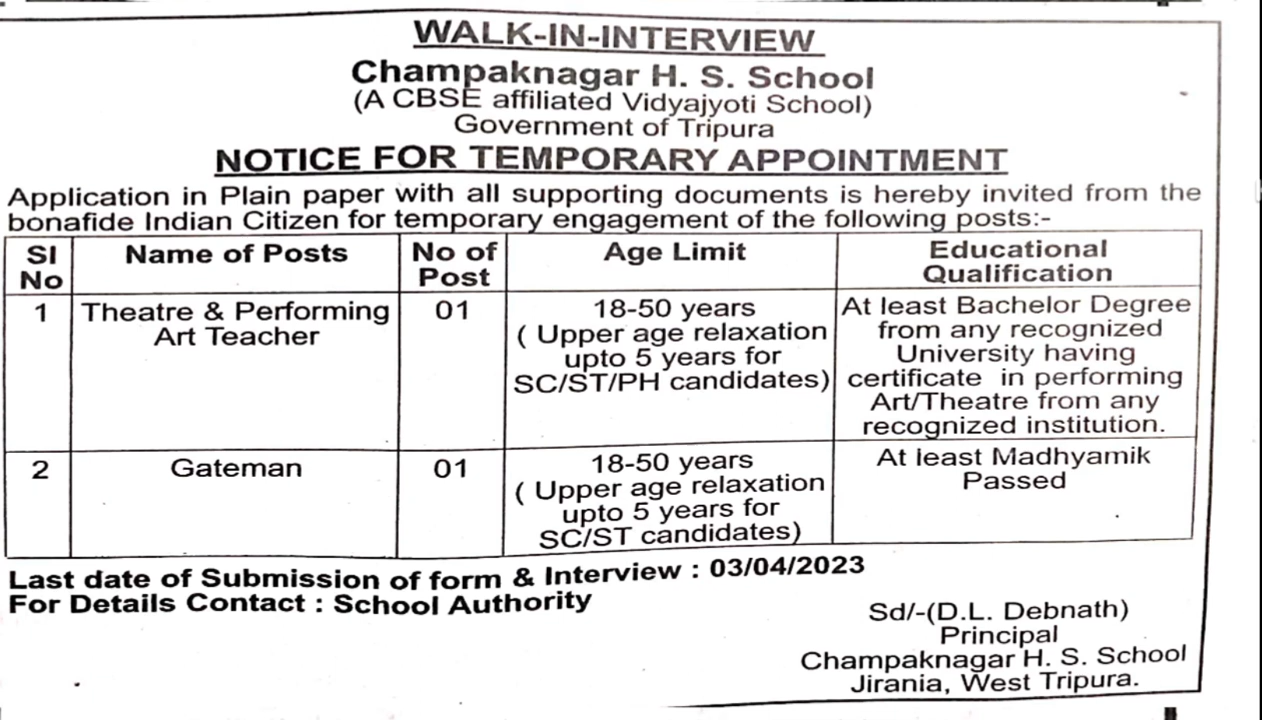 WALK-IN-INTERVIEW
Champaknagar H. S. School
(A CBSE affiliated Vidyajyoti School)
Government of Tripura
NOTICE FOR TEMPORARY APPOINTMENT
Application in Plain paper with all supporting documents is hereby invited from the
bonafide Indian Citizen for temporary engagement of the following posts:-
Sl No
Name of Posts
No of Post
Age Limit
Educational Qualification
1
Theatre & Performing
Art Teacher
01
18-50 years
( Upper age relaxation
upto 5 years for
SC/ST/PH candidates)
At least Bachelor Degree
from any recognized
University having
certificate in performing
Art/Theatre from any
recognized institution.
2
Gateman
01
18-50 years
( Upper age relaxation
upto 5 years for
SC/ST candidates)
At least Madhyamik
Passed
Last date of Submission of form & Interview : 03/04/2023
For Details Contact : School Authority
Sd/-(D.L. Debnath)
Principal
Champaknagar H. S. School
Jirania, West Tripura.